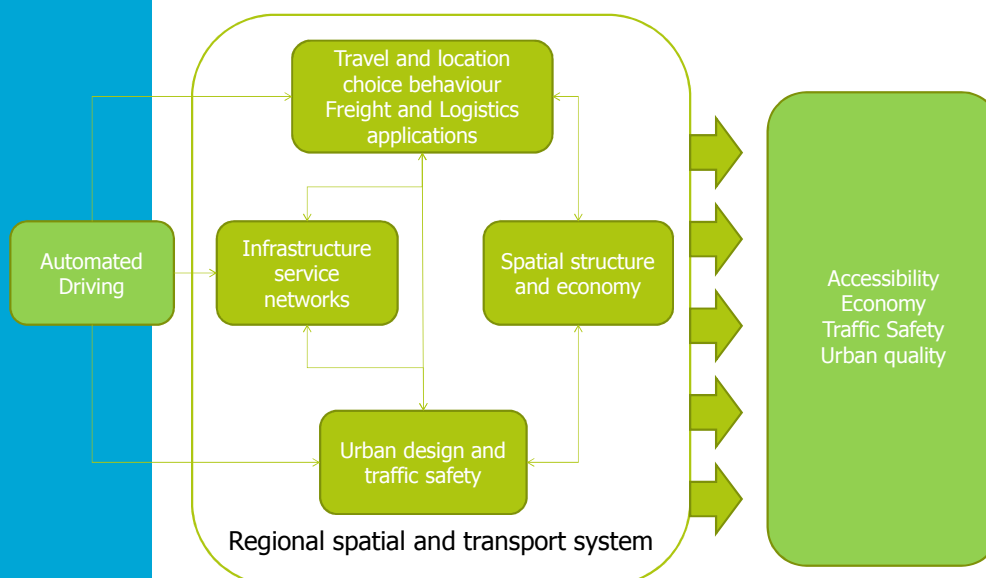 Travel and location
choice behaviour
Freight and Logistics
applications
Automated
Driving
Infrastructure
service
networks
Spatial structure
and economy
Accessibility
Economy
Traffic Safety
Urban quality
Urban design and
traffic safety
Regional spatial and transport system